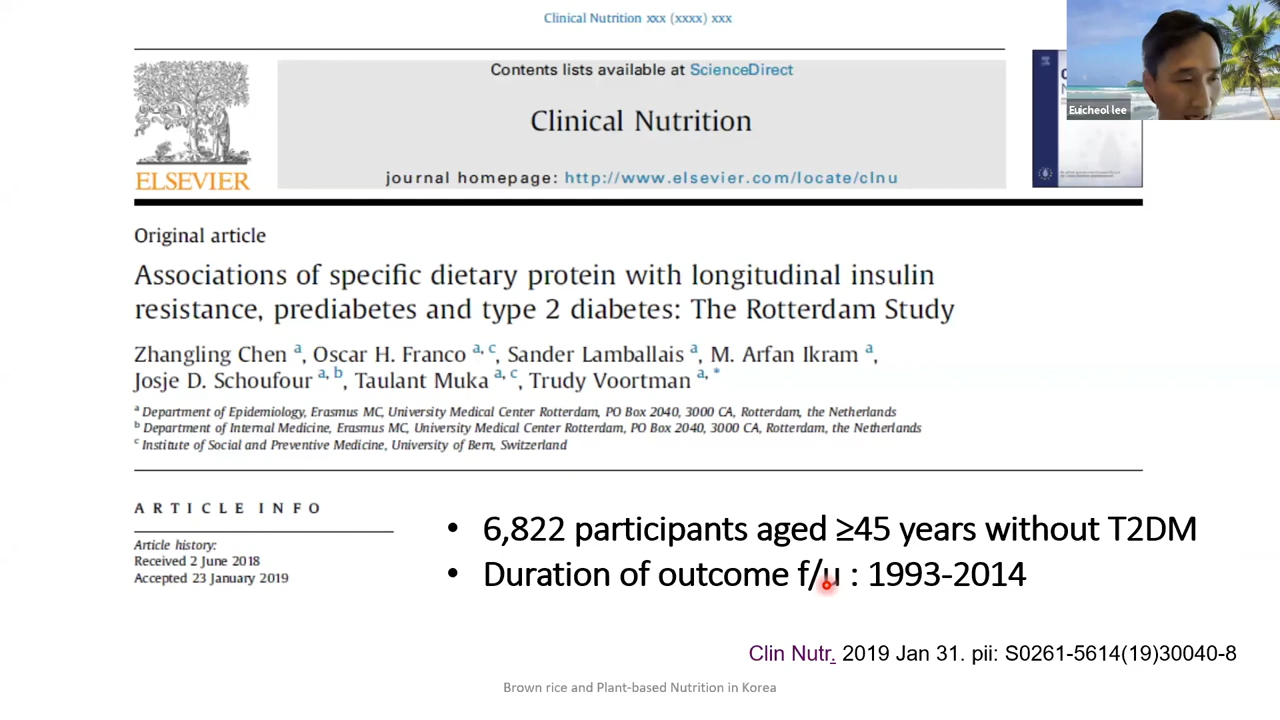 Clinical Nutrition xxx (xxxx) xxx
Contents lists available at ScienceDirect
Clinical Nutrition
journal homepage: http://www.elsevier.com/locate/clnu
ELSEVIER
Euicheol lee
Original article
Associations of specific dietary protein with longitudinal insulin
resistance, prediabetes and type 2 diabetes: The Rotterdam Study
Zhangling Chen a, Oscar H. Franco a, c, Sander Lamballais a, M. Arfan Ikram a,
Josje D. Schoufour a, b, Taulant Muka a, c, Trudy Voortman a, *
a Department of Epidemiology, Erasmus MC, University Medical Center Rotterdam, PO Box 2040, 3000 CA, Rotterdam, the Netherlands
b Department of Internal Medicine, Erasmus MC, University Medical Center Rotterdam, PO Box 2040, 3000 CA, Rotterdam, the Netherlands
c Institute of Social and Preventive Medicine, University of Bern, Switzerland
ARTICLE INFO
Article history:
Received 2 June 2018
Accepted 23 January 2019
• 6,822 participants aged ≥45 years without T2DM
• Duration of outcome f/u : 1993-2014
Clin Nutr. 2019 Jan 31. pii: S0261-5614(19)30040-8
Brown rice and Plant-based Nutrition in Korea